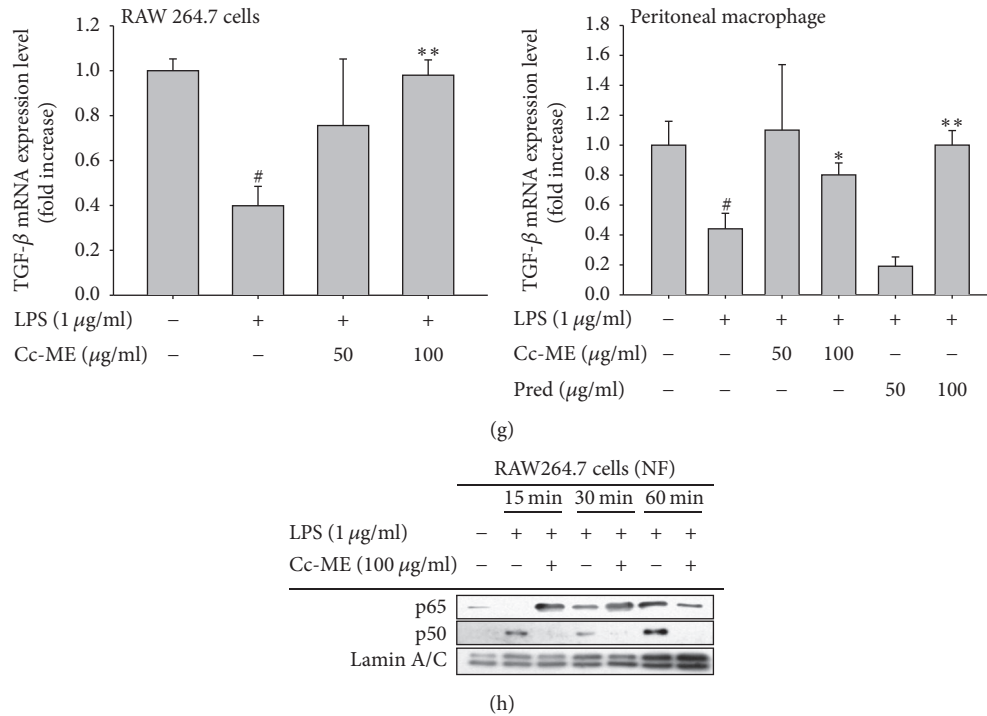 RAW 264.7 cells
TGF-β mRNA expression level
(fold increase)
1.2
1.0
0.8
0.6
0.4
0.2
0.0
#
**
LPS (1 μg/ml) − + + +
Cc-ME (μg/ml) − − 50 100
Peritoneal macrophage
TGF-β mRNA expression level
(fold increase)
1.8
1.6
1.4
1.2
1.0
0.8
0.6
0.4
0.2
0.0
#
*
**
LPS (1 μg/ml) − + + + + +
Cc-ME (μg/ml) − − 50 100 − −
Pred (μg/ml) − − − − 50 100
(g)
RAW264.7 cells (NF)
15 min 30 min 60 min
LPS (1 μg/ml) − + + + + + +
Cc-ME (100 μg/ml) − − + − + − +
p65
p50
Lamin A/C
(h)